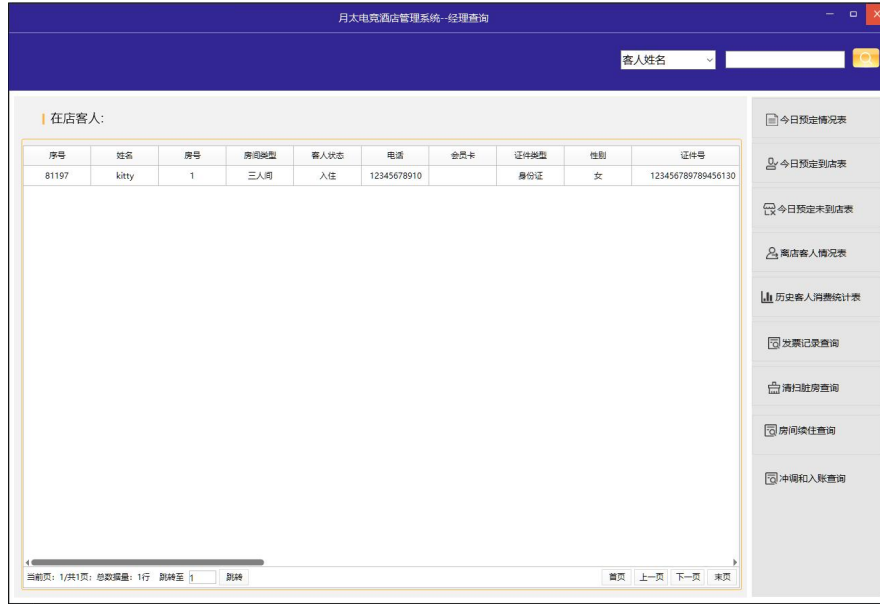 月太电竞酒店管理系统--经理查询
客人姓名
在店客人:
序号 姓名 房号 房间类型 客人状态 电话 会员卡 证件类型 性别 证件号
81197 kitty 1 三人间 入住 12345678910 身份证 女 123456789789456130
今日预定情况表
今日预定到店表
今日预定未到店表
离店客人情况表
历史客人消费统计表
发票记录查询
清扫脏房查询
房间续住查询
冲调和入账查询
当前页: 1/共1页: 总数据量: 1行 跳转至 1 跳转 首页 上一页 下一页 末页